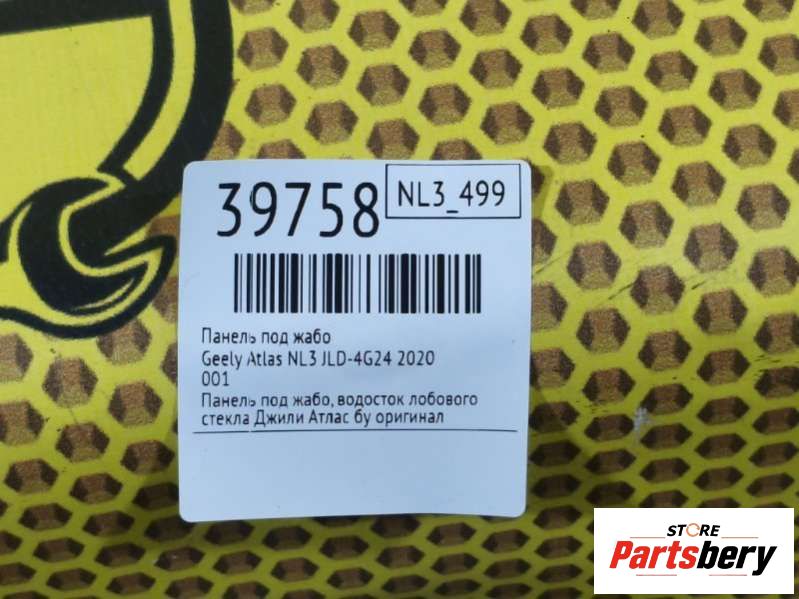 39758
NL3_499
Панель под жабо
Geely Atlas NL3 JLD-4G24 2020
001
Панель под жабо, водосток лобового
стекла Джили Атлас бу оригинал
STORE
Partsbery